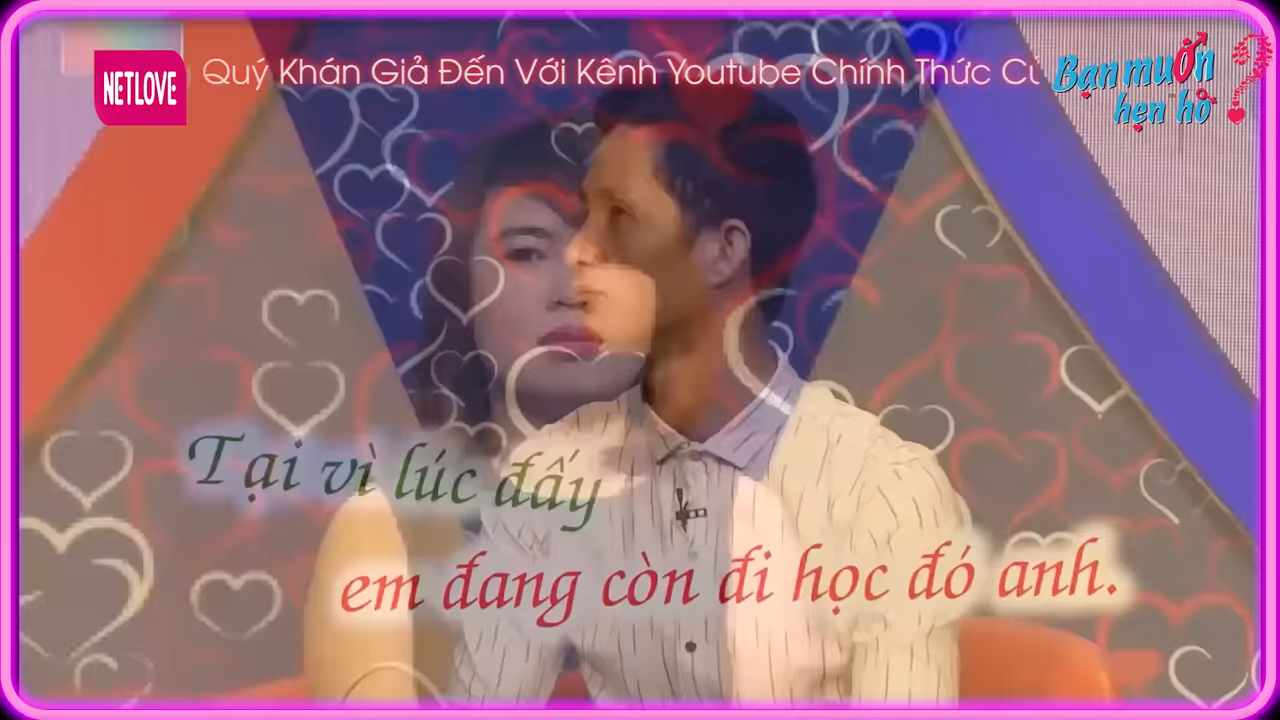 NETLOVE
Quý Khán Giả Đến Với Kênh Youtube Chính Thức
Bạn muốn
hẹn hò ?
Tại vì lúc đấy
em đang còn đi học đó anh.